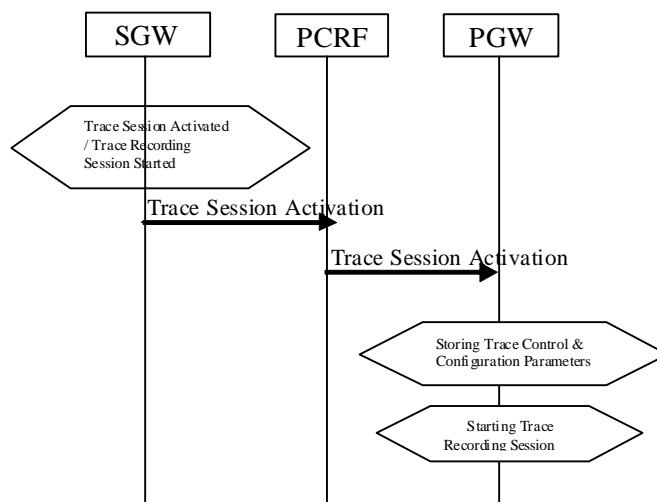 SGW PCRF PGW
Trace Session Activated
/ Trace Recording
Session Started
Trace Session Activation
Trace Session Activation
Storing Trace Control &
Configuration Parameters
Starting Trace
Recording Session